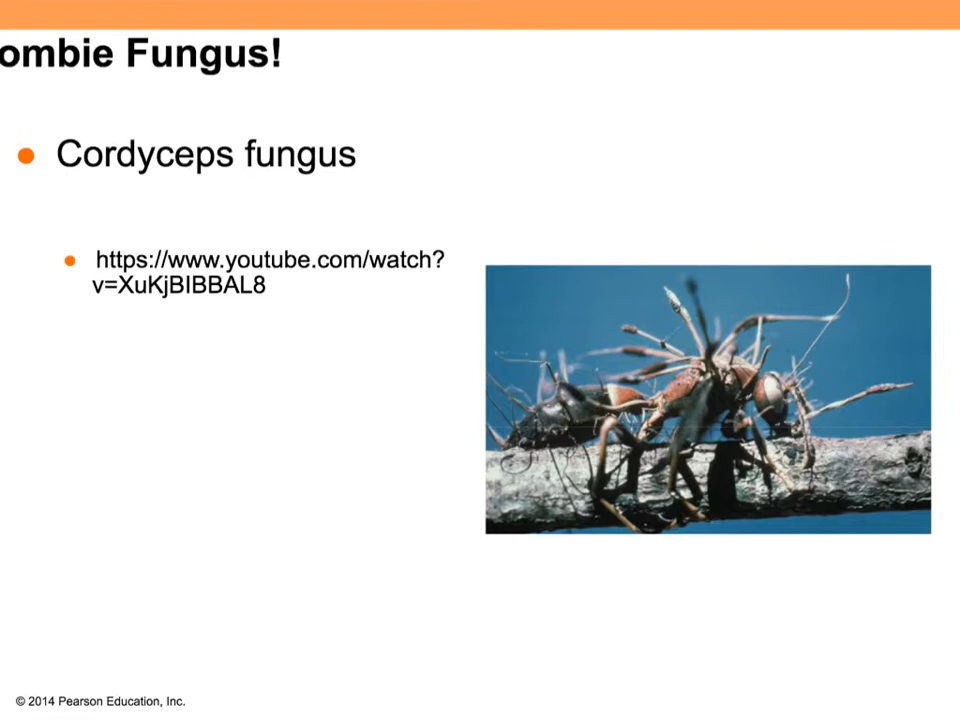 ombie Fungus!
Cordyceps fungus
https://www.youtube.com/watch?
v=XuKjBIBBAL8
© 2014 Pearson Education, Inc.